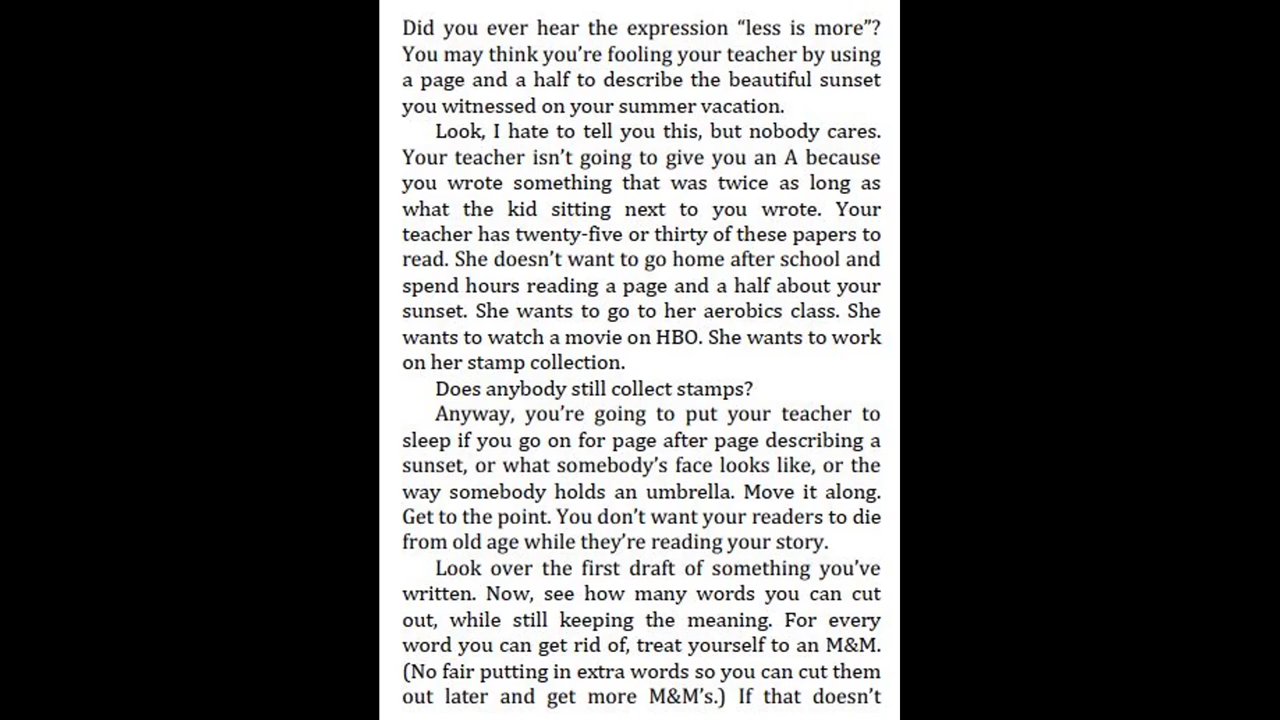 Did you ever hear the expression “less is more”?
You may think you’re fooling your teacher by using
a page and a half to describe the beautiful sunset
you witnessed on your summer vacation.
Look, I hate to tell you this, but nobody cares.
Your teacher isn’t going to give you an A because
you wrote something that was twice as long as
what the kid sitting next to you wrote. Your
teacher has twenty-five or thirty of these papers to
read. She doesn’t want to go home after school and
spend hours reading a page and a half about your
sunset. She wants to go to her aerobics class. She
wants to watch a movie on HBO. She wants to work
on her stamp collection.
Does anybody still collect stamps?
Anyway, you’re going to put your teacher to
sleep if you go on for page after page describing a
sunset, or what somebody’s face looks like, or the
way somebody holds an umbrella. Move it along.
Get to the point. You don’t want your readers to die
from old age while they’re reading your story.
Look over the first draft of something you’ve
written. Now, see how many words you can cut
out, while still keeping the meaning. For every
word you can get rid of, treat yourself to an M&M.
(No fair putting in extra words so you can cut them
out later and get more M&M’s.) If that doesn’t